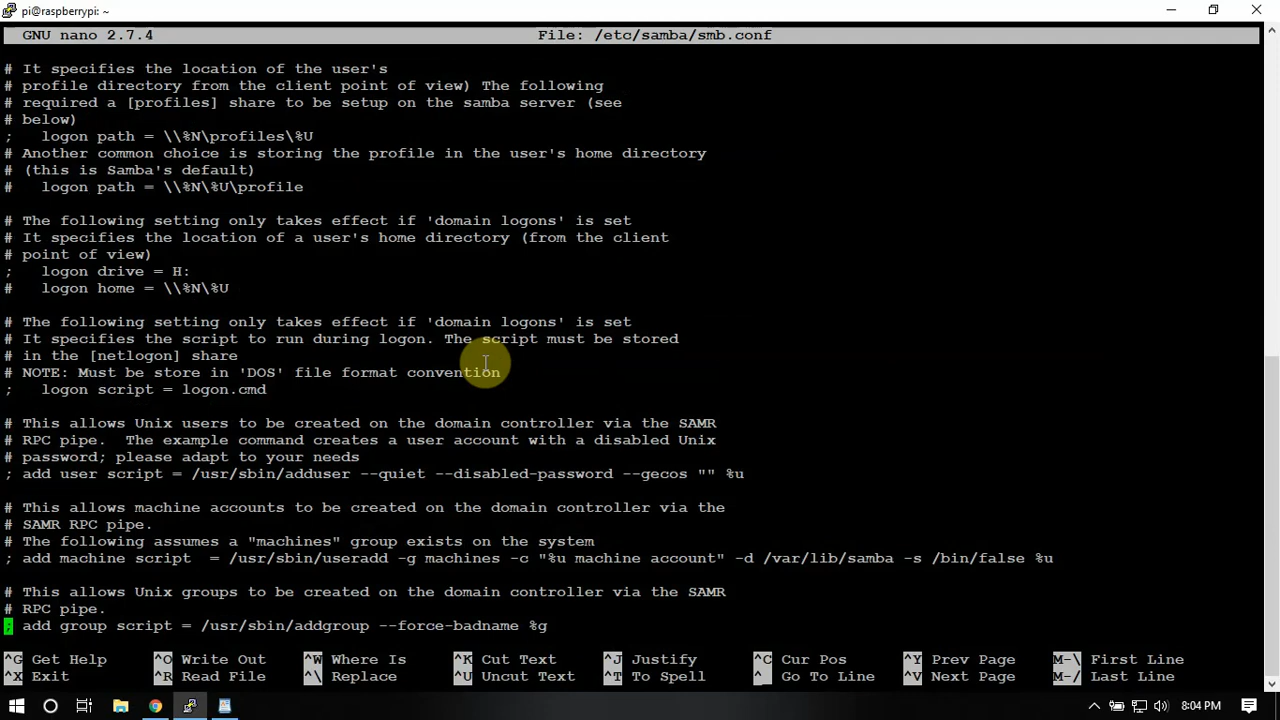 pi@raspberrypi: ~
GNU nano 2.7.4 File: /etc/samba/smb.conf
# It specifies the location of the user's
# profile directory from the client point of view) The following
# required a [profiles] share to be setup on the samba server (see
# below)
;   logon path = \\%N\profiles\%U
# Another common choice is storing the profile in the user's home directory
# (this is Samba's default)
#   logon path = \\%N\%U\profile
# The following setting only takes effect if 'domain logons' is set
# It specifies the location of a user's home directory (from the client
# point of view)
;   logon drive = H:
#   logon home = \\%N\%U
# The following setting only takes effect if 'domain logons' is set
# It specifies the script to run during logon. The script must be stored
# in the [netlogon] share
# NOTE: Must be store in 'DOS' file format convention
;   logon script = logon.cmd
# This allows Unix users to be created on the domain controller via the SAMR
# RPC pipe.  The example command creates a user account with a disabled Unix
# password; please adapt to your needs
; add user script = /usr/sbin/adduser --quiet --disabled-password --gecos "" %u
# This allows machine accounts to be created on the domain controller via the
# SAMR RPC pipe.
# The following assumes a "machines" group exists on the system
; add machine script  = /usr/sbin/useradd -g machines -c "%u machine account" -d /var/lib/samba -s /bin/false %u
# This allows Unix groups to be created on the domain controller via the SAMR
# RPC pipe.
; add group script = /usr/sbin/addgroup --force-badname %g
^G Get Help ^O Write Out ^W Where Is ^K Cut Text ^J Justify ^C Cur Pos ^Y Prev Page M-\ First Line
^X Exit ^R Read File ^\ Replace ^U Uncut Text ^T To Spell ^_ Go To Line ^V Next Page M-/ Last Line
8:04 PM